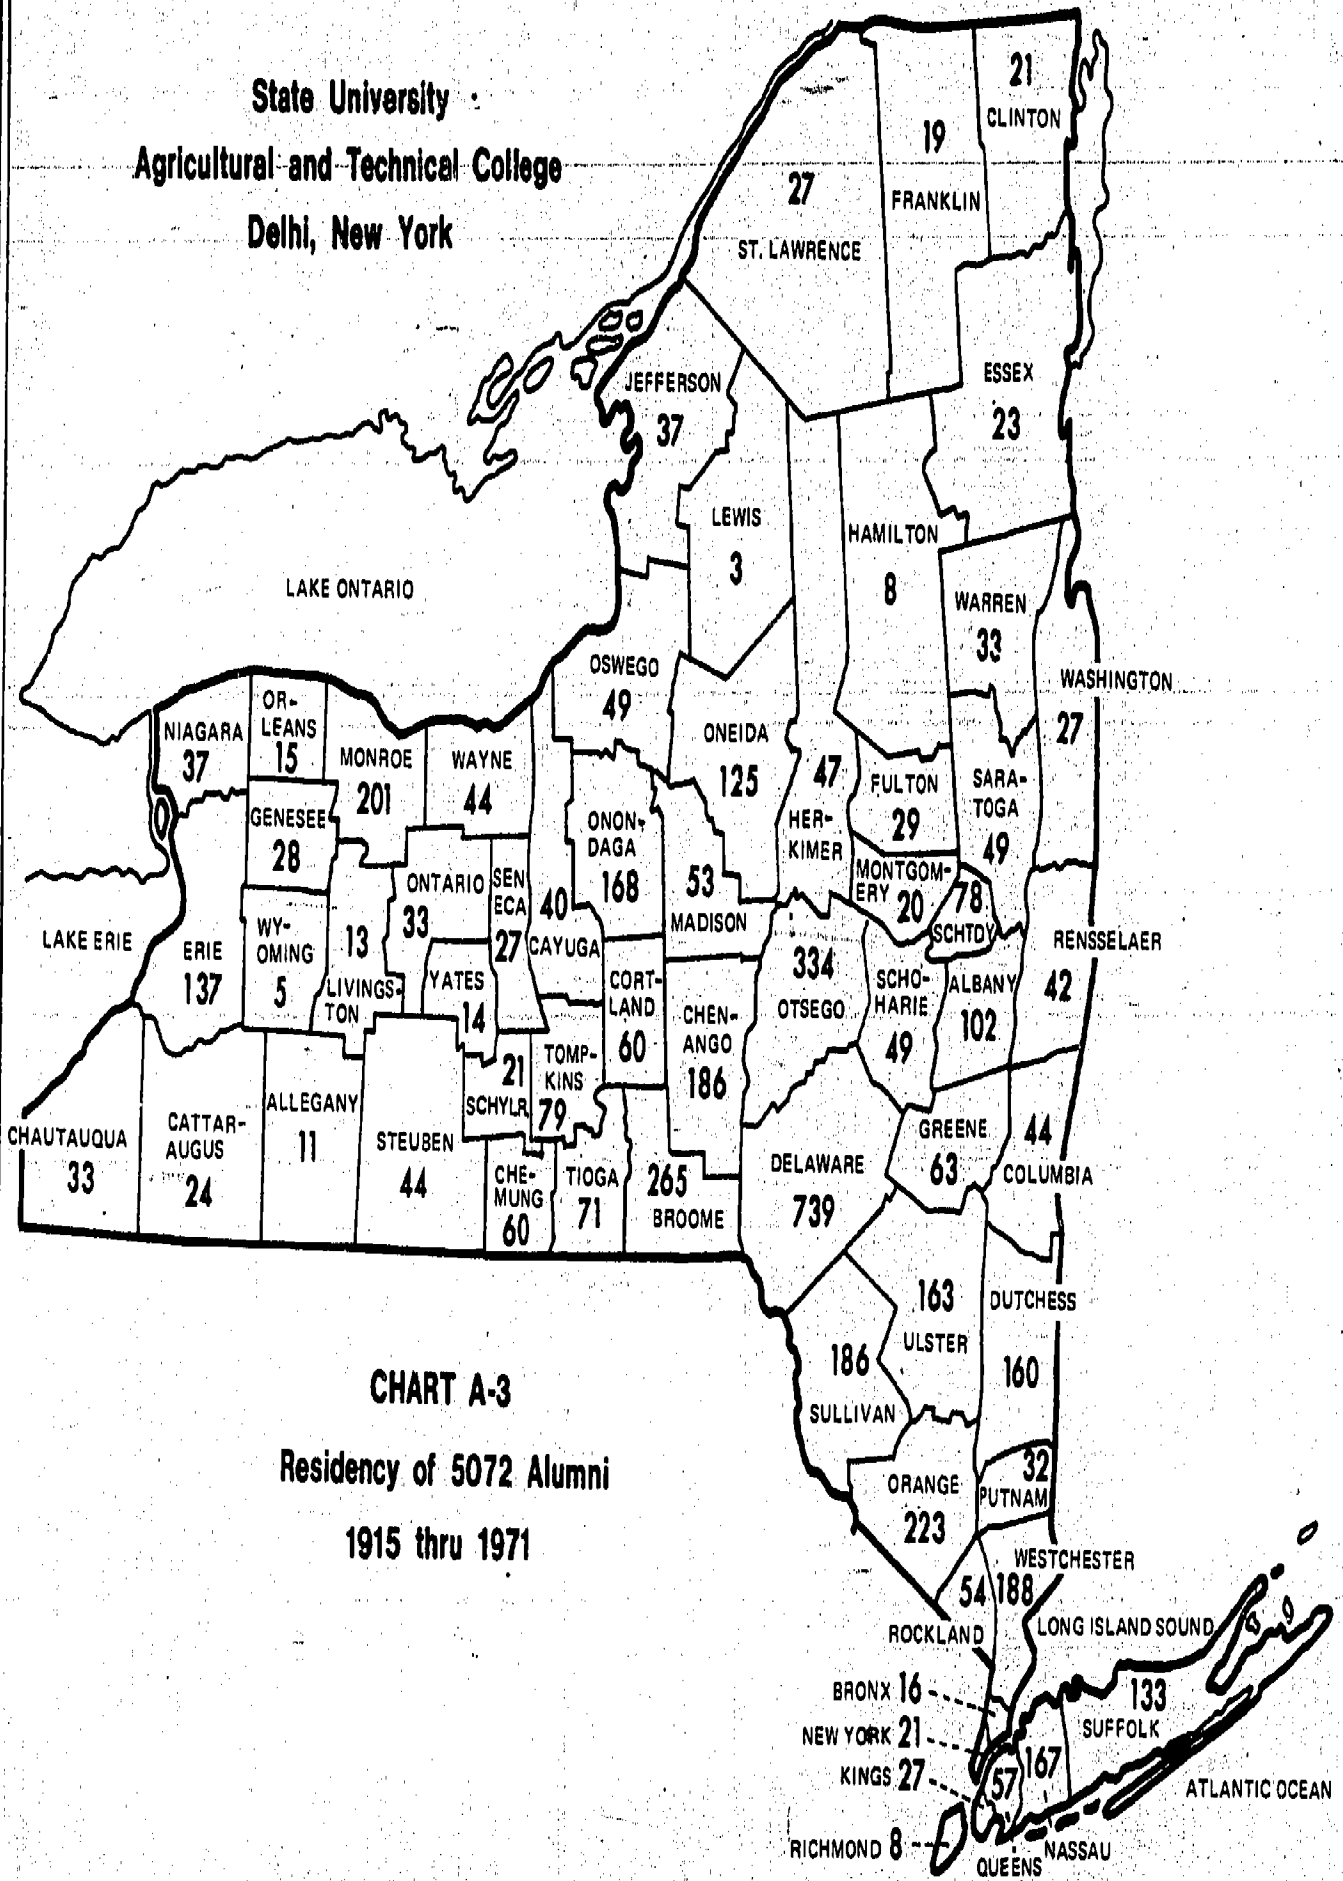 State University
Agricultural and Technical College
Delhi, New York
21
CLINTON
19
FRANKLIN
27
ST. LAWRENCE
ESSEX
23
JEFFERSON
37
LEWIS
3
HAMILTON
8
LAKE ONTARIO
WARREN
33
WASHINGTON
27
OSWEGO
49
ONEIDA
125
47
HER-
KIMER
FULTON
29
SARA-
TOGA
49
NIAGARA
37
OR-
LEANS
15
MONROE
201
WAYNE
44
GENESEE
28
ONON-
DAGA
168
53
MADISON
MONTGOM-
ERY 20
78
SCHTDY
ONTARIO
33
SEN
ECA
27
40
CAYUGA
LAKE ERIE
ERIE
137
WY-
OMING
5
13
LIVINGS-
TON
YATES
14
CORT-
LAND
60
CHEN-
ANGO
186
334
OTSEGO
SCHO-
HARIE
49
ALBANY
102
RENSSELAER
42
21
SCHYLR
TOMP-
KINS
79
CHAUTAUQUA
33
CATTAR-
AUGUS
24
ALLEGANY
11
STEUBEN
44
CHE-
MUNG
60
TIOGA
71
265
BROOME
DELAWARE
739
GREENE
63
44
COLUMBIA
163
ULSTER
DUTCHESS
160
186
SULLIVAN
CHART A-3
Residency of 5072 Alumni
1915 thru 1971
ORANGE
223
32
PUTNAM
WESTCHESTER
188
54
ROCKLAND
LONG ISLAND SOUND
BRONX 16
NEW YORK 21
KINGS 27
57
167
133
SUFFOLK
ATLANTIC OCEAN
RICHMOND 8
QUEENS
NASSAU